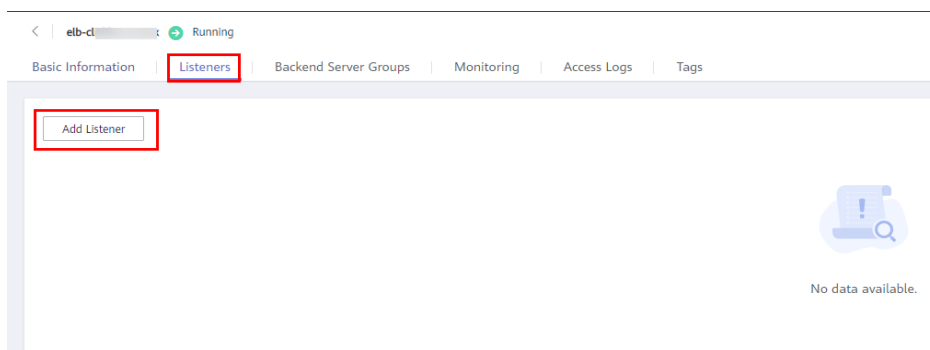 elb-cl Running
Basic Information Listeners Backend Server Groups Monitoring Access Logs Tags
Add Listener
No data available.